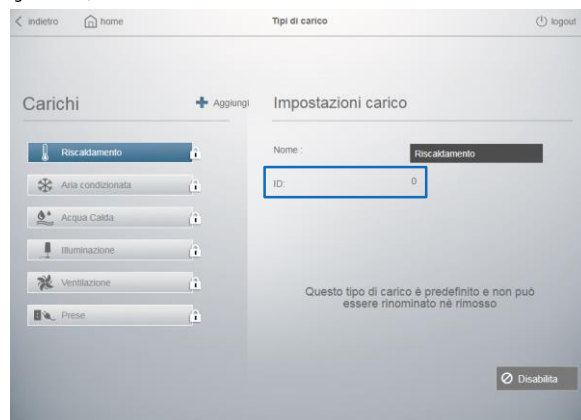 indietro home Tipi di carico logout
Carichi Aggiungi
Riscaldamento
Aria condizionata
Acqua Calda
Illuminazione
Ventilazione
Prese
Impostazioni carico
Nome : Riscaldamento
ID: 0
Questo tipo di carico è predefinito e non può
essere rinominato nè rimosso
Disabilita